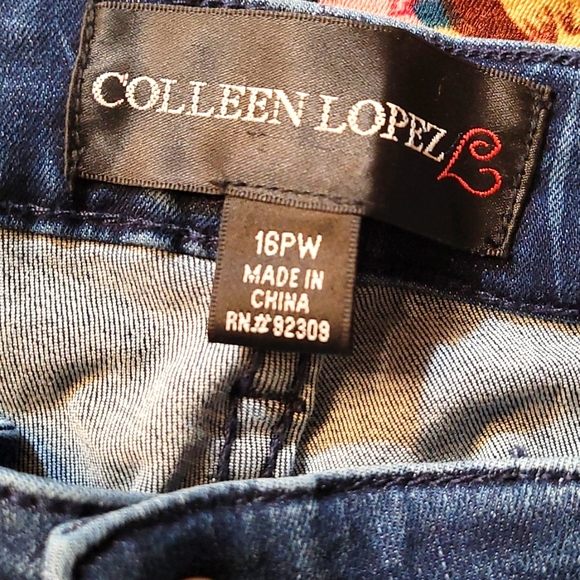 COLLEEN LOPEZ L
16PW
MADE IN
CHINA
RN#92309